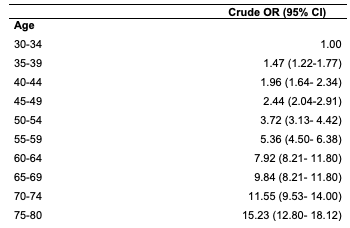 Crude OR (95% CI)
Age
30-34 1.00
35-39 1.47 (1.22-1.77)
40-44 1.96 (1.64- 2.34)
45-49 2.44 (2.04-2.91)
50-54 3.72 (3.13- 4.42)
55-59 5.36 (4.50- 6.38)
60-64 7.92 (8.21- 11.80)
65-69 9.84 (8.21- 11.80)
70-74 11.55 (9.53- 14.00)
75-80 15.23 (12.80- 18.12)